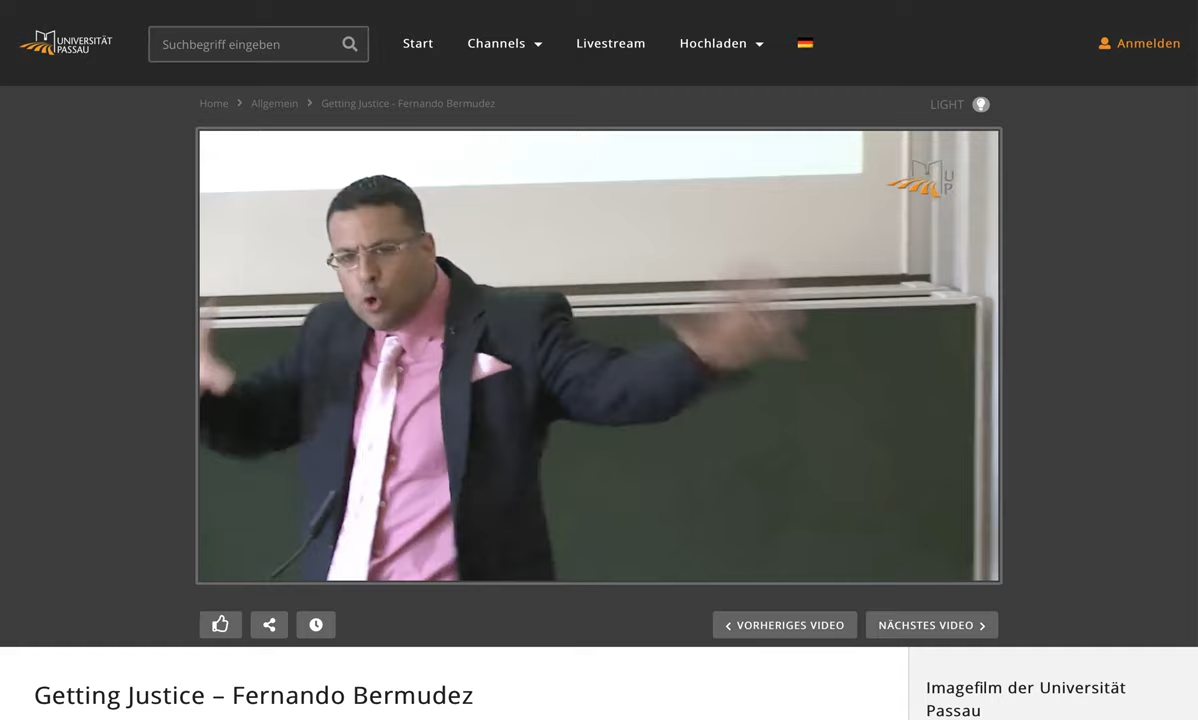 UNIVERSITÄT
PASSAU
Suchbegriff eingeben
Start
Channels
Livestream
Hochladen
Anmelden
Home > Allgemein > Getting Justice - Fernando Bermudez
LIGHT
U
P
VORHERIGES VIDEO
NÄCHSTES VIDEO
Getting Justice – Fernando Bermudez
Imagefilm der Universität
Passau